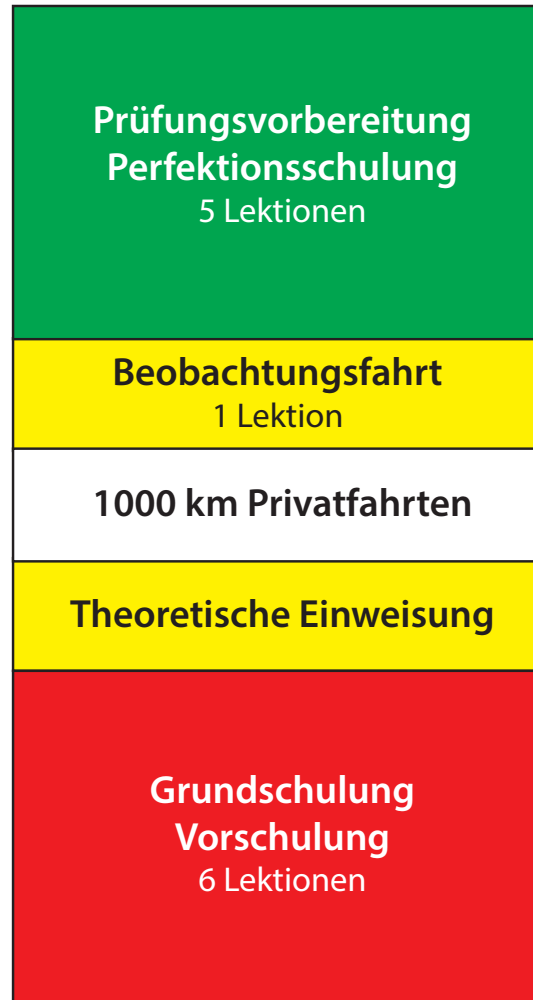 Prüfungsvorbereitung
Perfektionsschulung
5 Lektionen
Beobachtungsfahrt
1 Lektion
1000 km Privatfahrten
Theoretische Einweisung
Grundschulung
Vorschulung
6 Lektionen